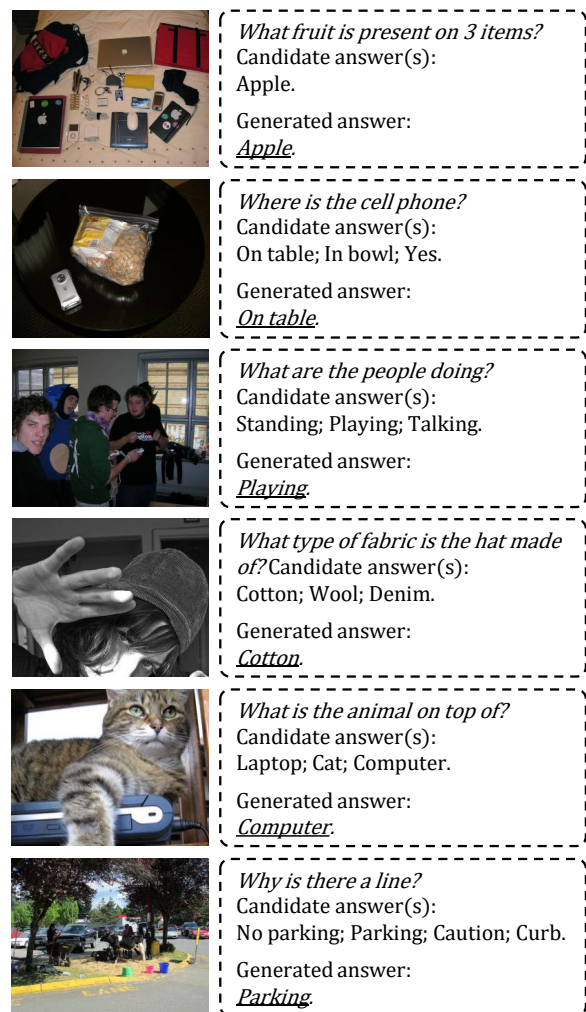 What fruit is present on 3 items?
Candidate answer(s):
Apple.
Generated answer:
Apple.
Where is the cell phone?
Candidate answer(s):
On table; In bowl; Yes.
Generated answer:
On table.
What are the people doing?
Candidate answer(s):
Standing; Playing; Talking.
Generated answer:
Playing.
What type of fabric is the hat made
of? Candidate answer(s):
Cotton; Wool; Denim.
Generated answer:
Cotton.
What is the animal on top of?
Candidate answer(s):
Laptop; Cat; Computer.
Generated answer:
Computer.
Why is there a line?
Candidate answer(s):
No parking; Parking; Caution; Curb.
Generated answer:
Parking.